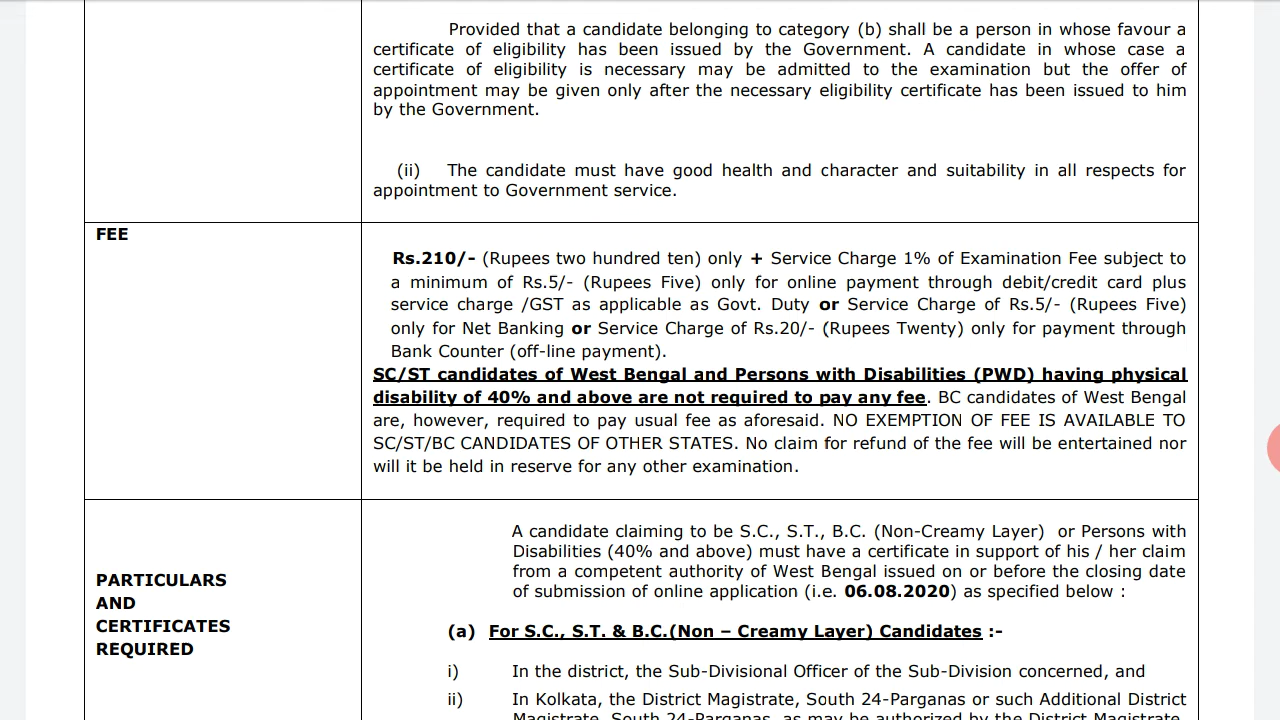 Provided that a candidate belonging to category (b) shall be a person in whose favour a
certificate of eligibility has been issued by the Government. A candidate in whose case a
certificate of eligibility is necessary may be admitted to the examination but the offer of
appointment may be given only after the necessary eligibility certificate has been issued to him
by the Government.
(ii) The candidate must have good health and character and suitability in all respects for
appointment to Government service.
FEE
Rs.210/- (Rupees two hundred ten) only + Service Charge 1% of Examination Fee subject to
a minimum of Rs.5/- (Rupees Five) only for online payment through debit/credit card plus
service charge /GST as applicable as Govt. Duty or Service Charge of Rs.5/- (Rupees Five)
only for Net Banking or Service Charge of Rs.20/- (Rupees Twenty) only for payment through
Bank Counter (off-line payment).
SC/ST candidates of West Bengal and Persons with Disabilities (PWD) having physical
disability of 40% and above are not required to pay any fee. BC candidates of West Bengal
are, however, required to pay usual fee as aforesaid. NO EXEMPTION OF FEE IS AVAILABLE TO
SC/ST/BC CANDIDATES OF OTHER STATES. No claim for refund of the fee will be entertained nor
will it be held in reserve for any other examination.
PARTICULARS
AND
CERTIFICATES
REQUIRED
A candidate claiming to be S.C., S.T., B.C. (Non-Creamy Layer) or Persons with
Disabilities (40% and above) must have a certificate in support of his / her claim
from a competent authority of West Bengal issued on or before the closing date
of submission of online application (i.e. 06.08.2020) as specified below :
(a) For S.C., S.T. & B.C.(Non – Creamy Layer) Candidates :-
i) In the district, the Sub-Divisional Officer of the Sub-Division concerned, and
ii) In Kolkata, the District Magistrate, South 24-Parganas or such Additional District
Magistrate, South 24-Parganas, as may be authorized by the District Magistrate,